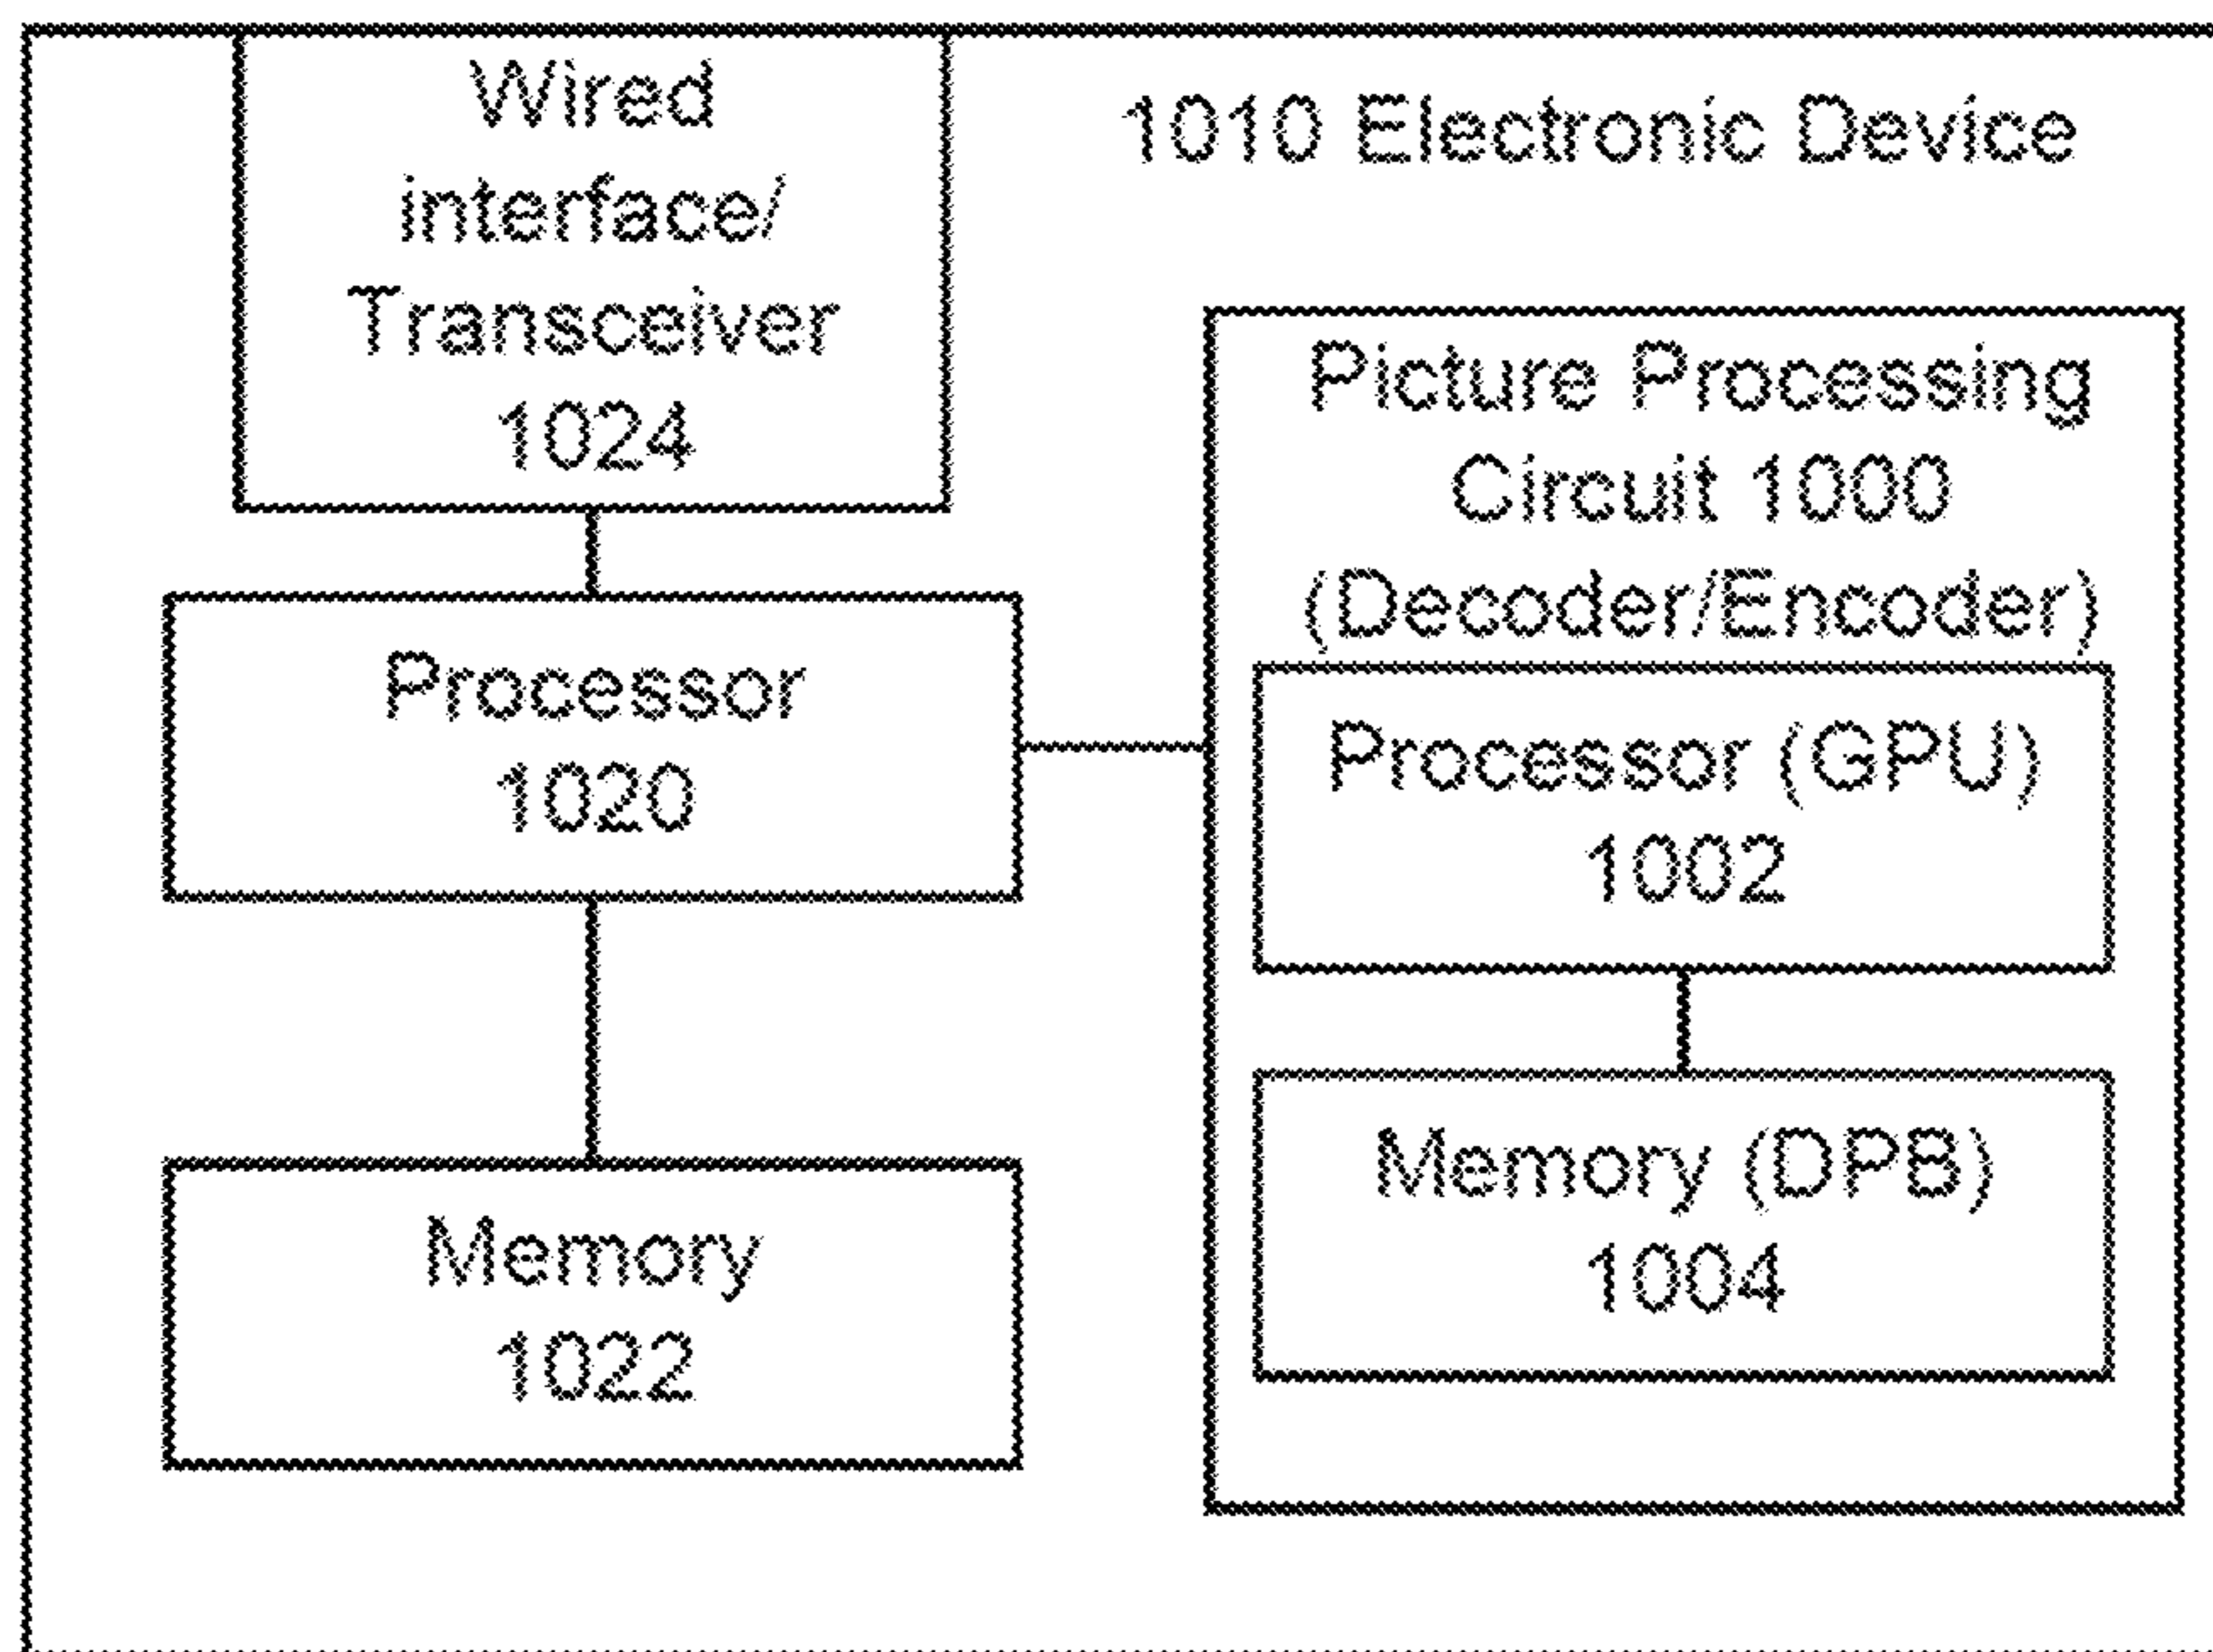 Wired
interface/
Transceiver
1024
1010 Electronic Device
Picture Processing
Circuit 1000
(Decoder/Encoder)
Processor
1020
Processor (GPU)
1002
Memory
1022
Memory (DPB)
1004